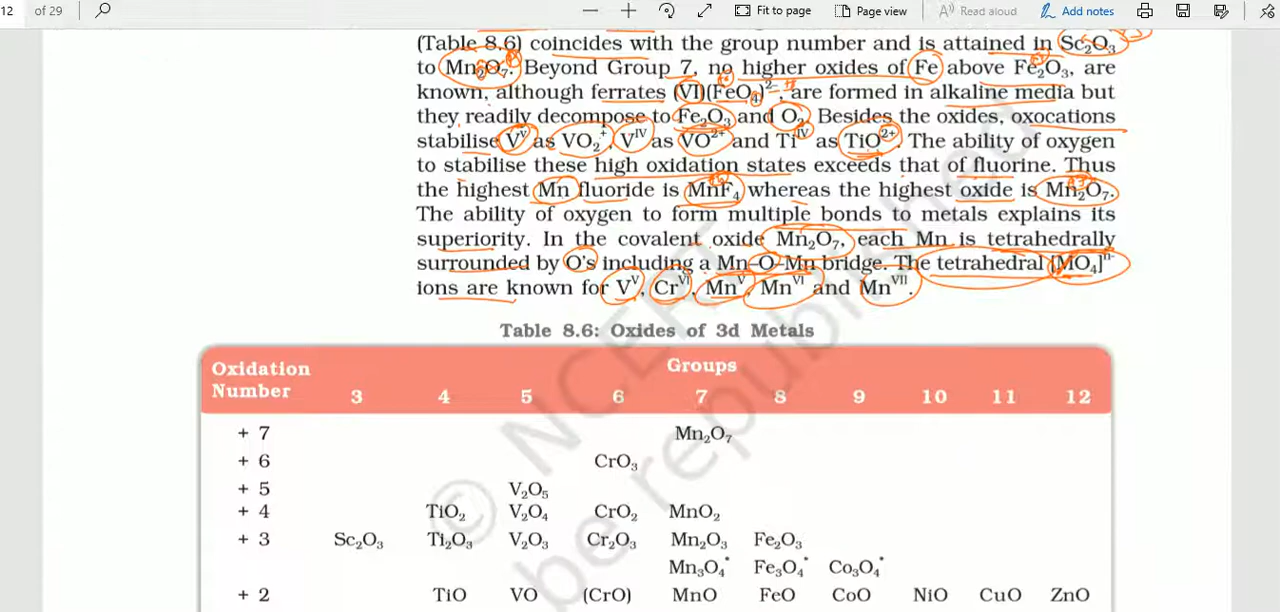 12 of 29 Fit to page Page view Read aloud Add notes
(Table 8.6) coincides with the group number and is attained in Sc₂O₃
to Mn₂O₇. Beyond Group 7, no higher oxides of Fe above Fe₂O₃, are
known, although ferrates (VI)(FeO₄)²⁻, are formed in alkaline media but
they readily decompose to Fe₂O₃ and O₂. Besides the oxides, oxocations
stabilise Vⱽ as VO₂⁺, Vᴵⱽ as VO²⁺ and Tiᴵⱽ as TiO²⁺. The ability of oxygen
to stabilise these high oxidation states exceeds that of fluorine. Thus
the highest Mn fluoride is MnF₄ whereas the highest oxide is Mn₂O₇.
The ability of oxygen to form multiple bonds to metals explains its
superiority. In the covalent oxide Mn₂O₇, each Mn is tetrahedrally
surrounded by O's including a Mn–O–Mn bridge. The tetrahedral [MO₄]ⁿ⁻
ions are known for Vⱽ, Crⱽᴵ, Mnⱽ, Mnⱽᴵ and Mnⱽᴵᴵ.
Table 8.6: Oxides of 3d Metals
Oxidation Number Groups
3 4 5 6 7 8 9 10 11 12
+ 7 Mn₂O₇
+ 6 CrO₃
+ 5 V₂O₅
+ 4 TiO₂ V₂O₄ CrO₂ MnO₂
+ 3 Sc₂O₃ Ti₂O₃ V₂O₃ Cr₂O₃ Mn₂O₃ Fe₂O₃
Mn₃O₄* Fe₃O₄* Co₃O₄*
+ 2 TiO VO (CrO) MnO FeO CoO NiO CuO ZnO
© NCERT
be republished